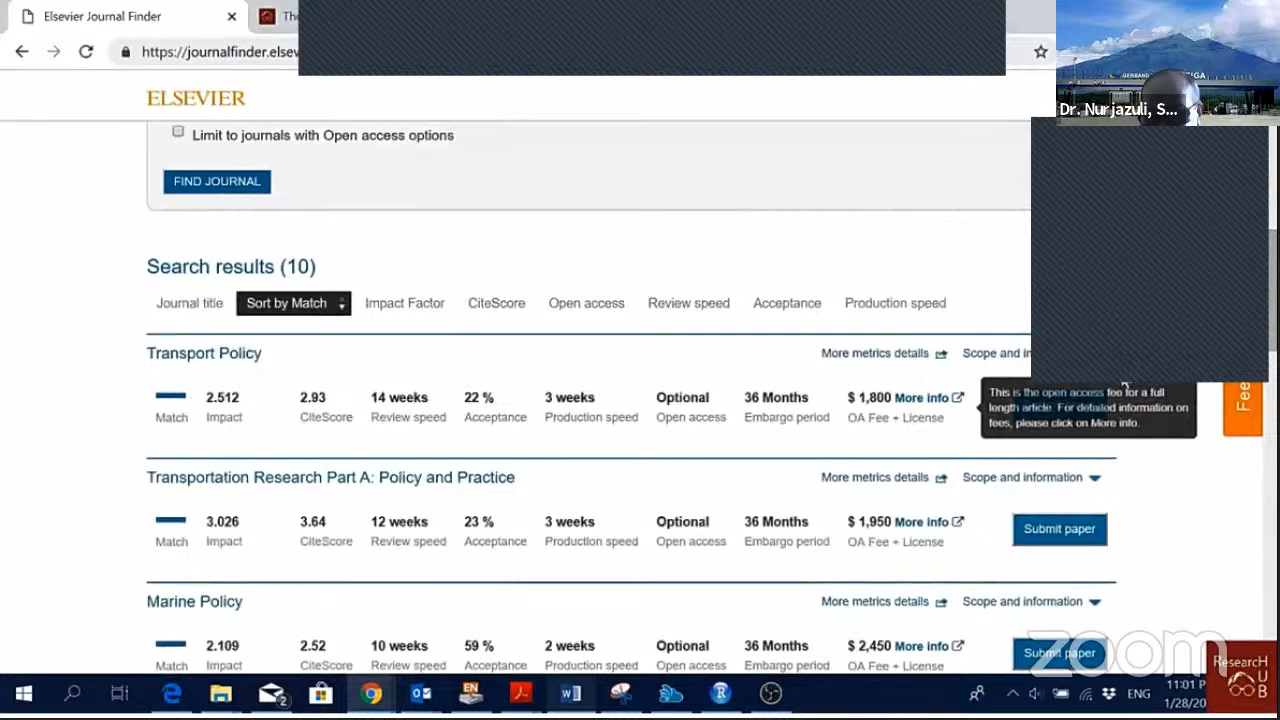 Elsevier Journal Finder
https://journalfinder.elsev
ELSEVIER
Dr. Nurjazuli, S...
Limit to journals with Open access options
FIND JOURNAL
Search results (10)
Journal title Sort by Match Impact Factor CiteScore Open access Review speed Acceptance Production speed
Transport Policy More metrics details Scope and in
2.512 2.93 14 weeks 22 % 3 weeks Optional 36 Months $ 1,800 More info
Match Impact CiteScore Review speed Acceptance Production speed Open access Embargo period OA Fee + License
This is the open access fee for a full
length article. For detailed information on
fees, please click on More info.
Fee
Transportation Research Part A: Policy and Practice More metrics details Scope and information
3.026 3.64 12 weeks 23 % 3 weeks Optional 36 Months $ 1,950 More info Submit paper
Match Impact CiteScore Review speed Acceptance Production speed Open access Embargo period OA Fee + License
Marine Policy More metrics details Scope and information
2.109 2.52 10 weeks 59 % 2 weeks Optional 36 Months $ 2,450 More info Submit paper
Match Impact CiteScore Review speed Acceptance Production speed Open access Embargo period OA Fee + License
zoom
ResearcH
U
B
ENG
11:01 P
1/28/20